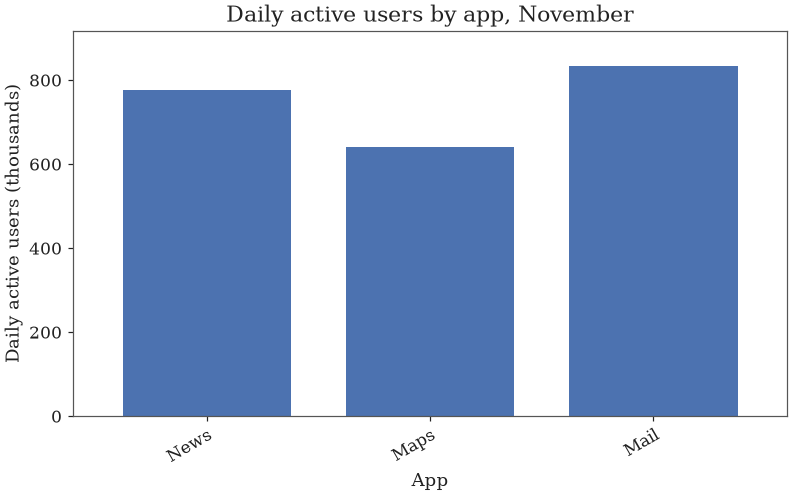 Daily active users by app, November
Daily active users (thousands)
800
600
400
200
0
News
Maps
Mail
App